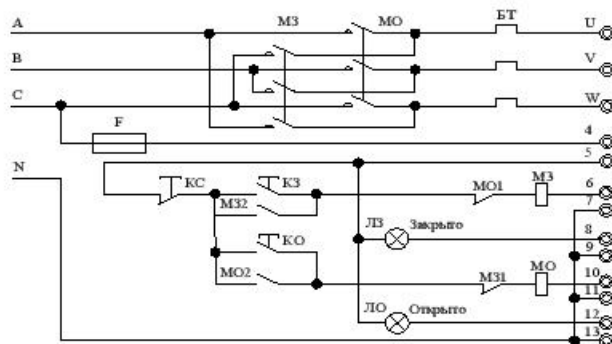 А МЗ МО БТ U
В V
С W
F 4
5
N КС КЗ МО1 МЗ 6
МЗ2 7
ЛЗ Закрыто 8
КО 9
МО2 МЗ1 МО 10
11
ЛО Открыто 12
13